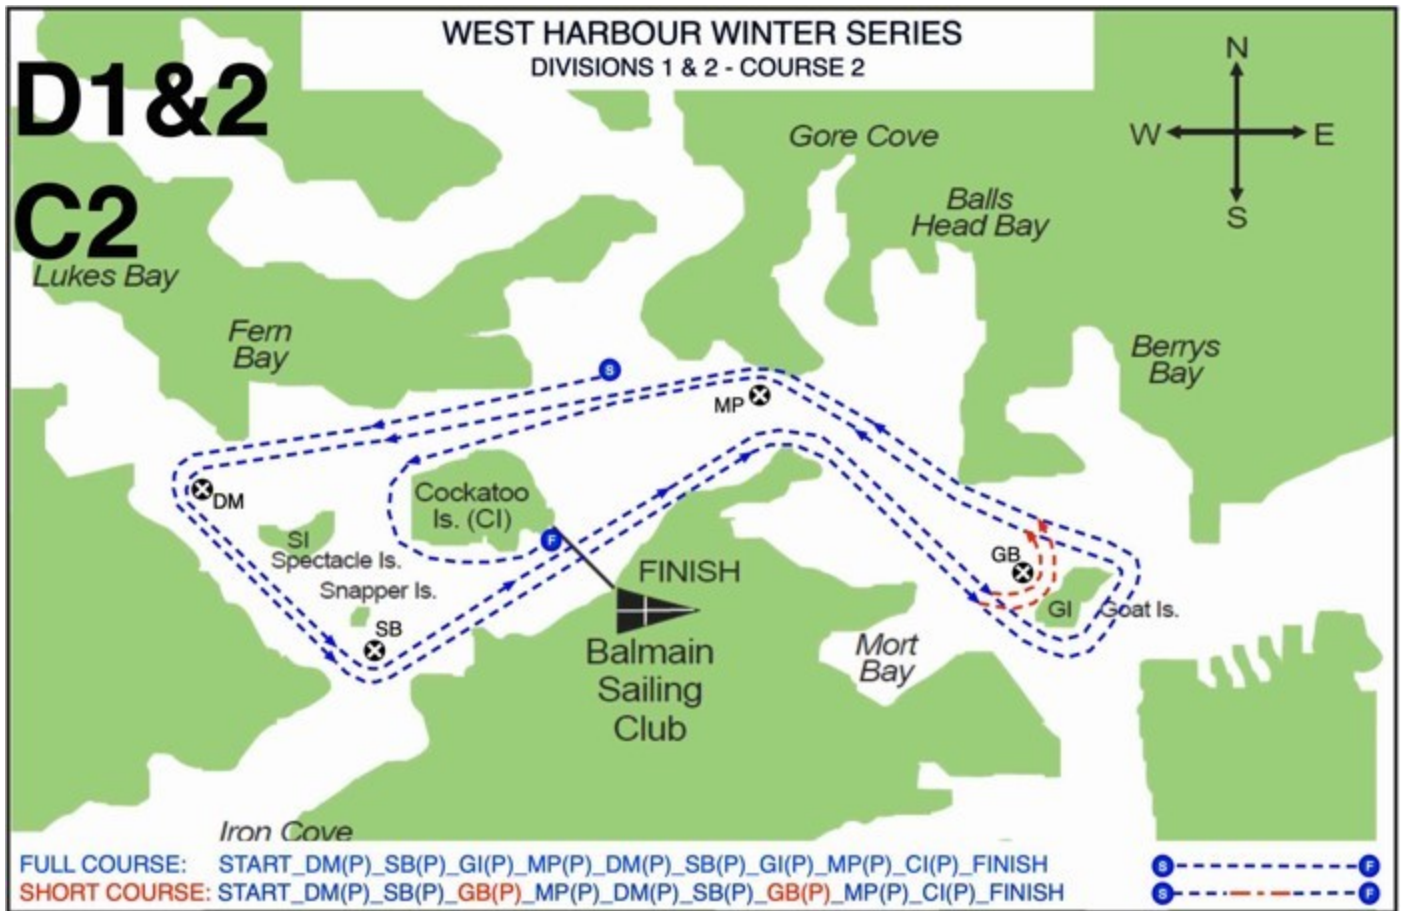 WEST HARBOUR WINTER SERIES
DIVISIONS 1 & 2 - COURSE 2
D1&2
C2
N
W
E
S
Gore Cove
Balls
Head Bay
Lukes Bay
Fern
Bay
Berrys
Bay
S
MP
DM
Cockatoo
Is. (CI)
F
SI
Spectacle Is.
Snapper Is.
SB
FINISH
GB
GI
Goat Is.
Balmain
Sailing
Club
Mort
Bay
Iron Cove
FULL COURSE: START_DM(P)_SB(P)_GI(P)_MP(P)_DM(P)_SB(P)_GI(P)_MP(P)_CI(P)_FINISH S F
SHORT COURSE: START_DM(P)_SB(P)_GB(P)_MP(P)_DM(P)_SB(P)_GB(P)_MP(P)_CI(P)_FINISH S F